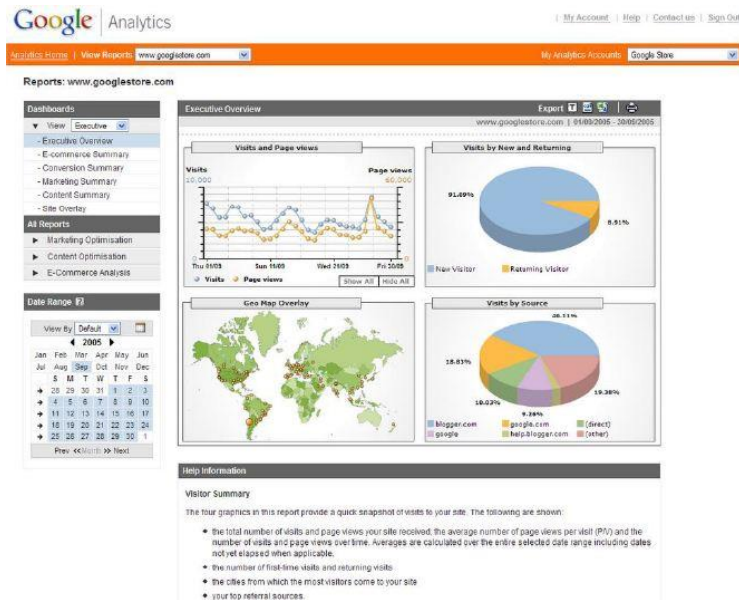 Google Analytics
| My Account | Help | Contact us | Sign Out
Analytics Home | View Reports www.googlestore.com
My Analytics Accounts Google Store
Reports: www.googlestore.com
Dashboards
View Executive
- Executive Overview
- E-commerce Summary
- Conversion Summary
- Marketing Summary
- Content Summary
- Site Overlay
All Reports
Marketing Optimisation
Content Optimisation
E-Commerce Analysis
Date Range
View By Default
2005
Jan Feb Mar Apr May Jun
Jul Aug Sep Oct Nov Dec
S M T W T F S
28 29 30 31 1 2 3
4 5 6 7 8 9 10
11 12 13 14 15 16 17
18 19 20 21 22 23 24
25 26 27 28 29 30 1
Prev << Month >> Next
Executive Overview Export
www.googlestore.com | 01/09/2005 - 30/09/2005
Visits and Page views
Visits Page views
10,000 60,000
0 0
Thu 01/09 Sun 11/09 Wed 21/09 Fri 30/09
Visits Page views Show All Hide All
Visits by New and Returning
91.09%
8.91%
New Visitor Returning Visitor
Geo Map Overlay
Visits by Source
18.83%
19.38%
10.03%
9.26%
blogger.com google.com (direct)
google help.blogger.com (other)
Help Information
Visitor Summary
The four graphics in this report provide a quick snapshot of visits to your site. The following are shown:
the total number of visits and page views your site received, the average number of page views per visit (P/V) and the
number of visits and page views over time. Averages are calculated over the entire selected date range including dates
not yet elapsed when applicable.
the number of first-time visits and returning visits
the cities from which the most visitors come to your site
your top referral sources.